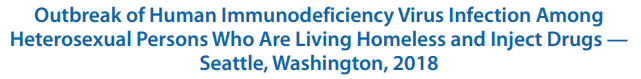 Outbreak of Human Immunodeficiency Virus Infection Among
Heterosexual Persons Who Are Living Homeless and Inject Drugs —
Seattle, Washington, 2018